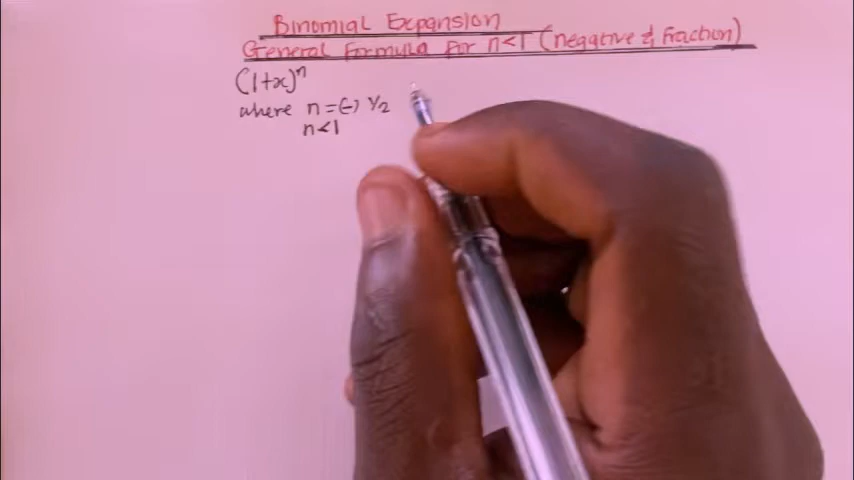 Binomial Expansion
General Formula for n<1 (negative & Fraction)
(1+x)ⁿ
where n = (-) 1/2
n<1